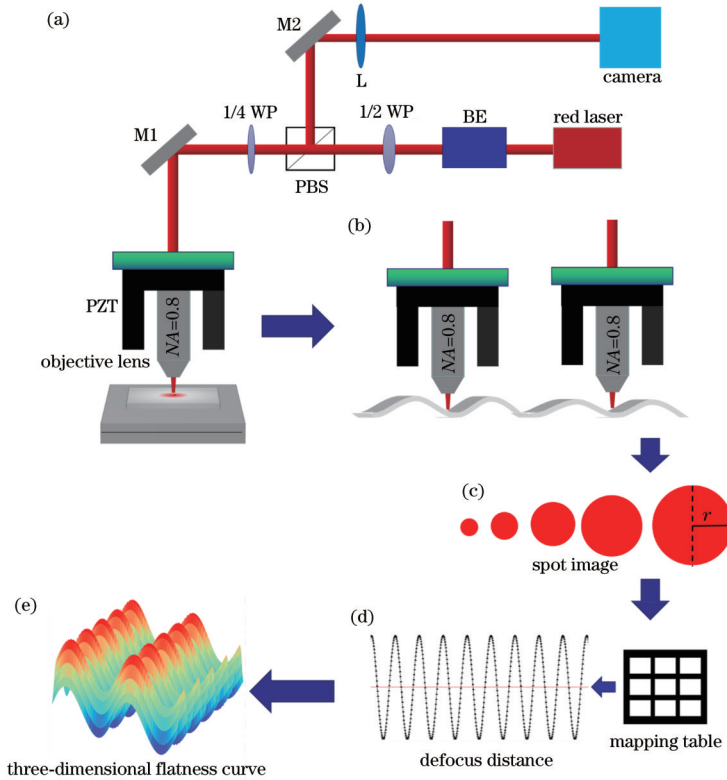 (a)
M2
L
camera
M1
1/4 WP
1/2 WP
BE
red laser
PBS
PZT
NA=0.8
objective lens
(b)
NA=0.8
NA=0.8
(c)
r
spot image
(d)
defocus distance
mapping table
(e)
three-dimensional flatness curve